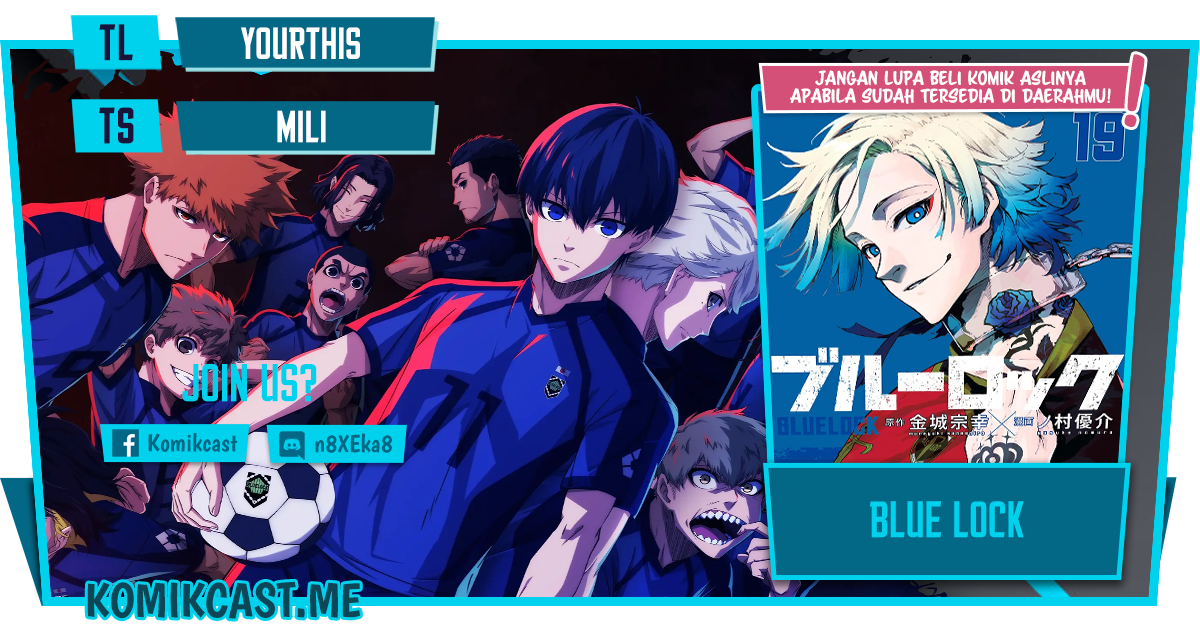 TL
YOURTHIS
TS
MILI
JANGAN LUPA BELI KOMIK ASLINYA
APABILA SUDAH TERSEDIA DI DAERAHMU!
19
ブルーロック
BLUELOCK
原作 金城宗幸 × 漫画 ノ村優介
JOIN US?
Komikcast
n8XEka8
BLUE LOCK
KOMIKCAST.ME